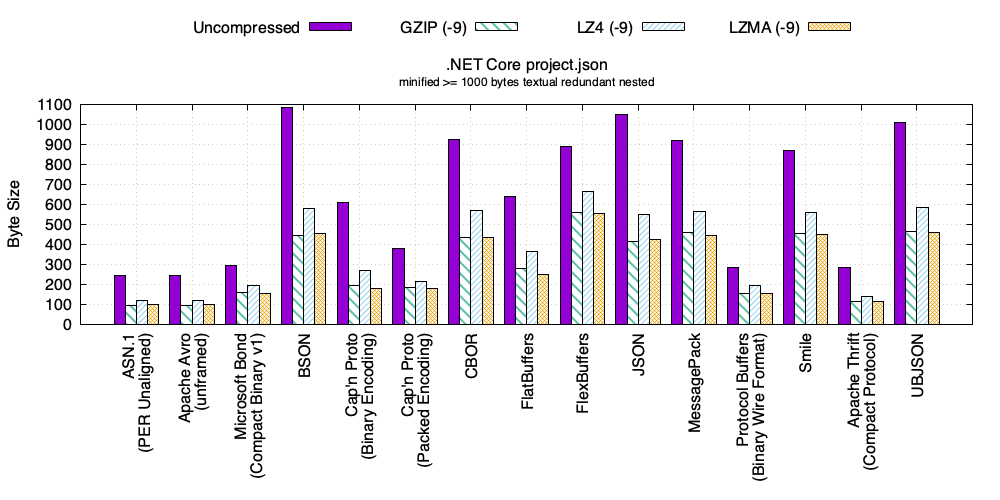 Uncompressed GZIP (-9) LZ4 (-9) LZMA (-9)
.NET Core project.json
minified >= 1000 bytes textual redundant nested
Byte Size
1100
1000
900
800
700
600
500
400
300
200
100
0
ASN.1
(PER Unaligned)
Apache Avro
(unframed)
Microsoft Bond
(Compact Binary v1)
BSON
Cap'n Proto
(Binary Encoding)
Cap'n Proto
(Packed Encoding)
CBOR
FlatBuffers
FlexBuffers
JSON
MessagePack
Protocol Buffers
(Binary Wire Format)
Smile
Apache Thrift
(Compact Protocol)
UBJSON